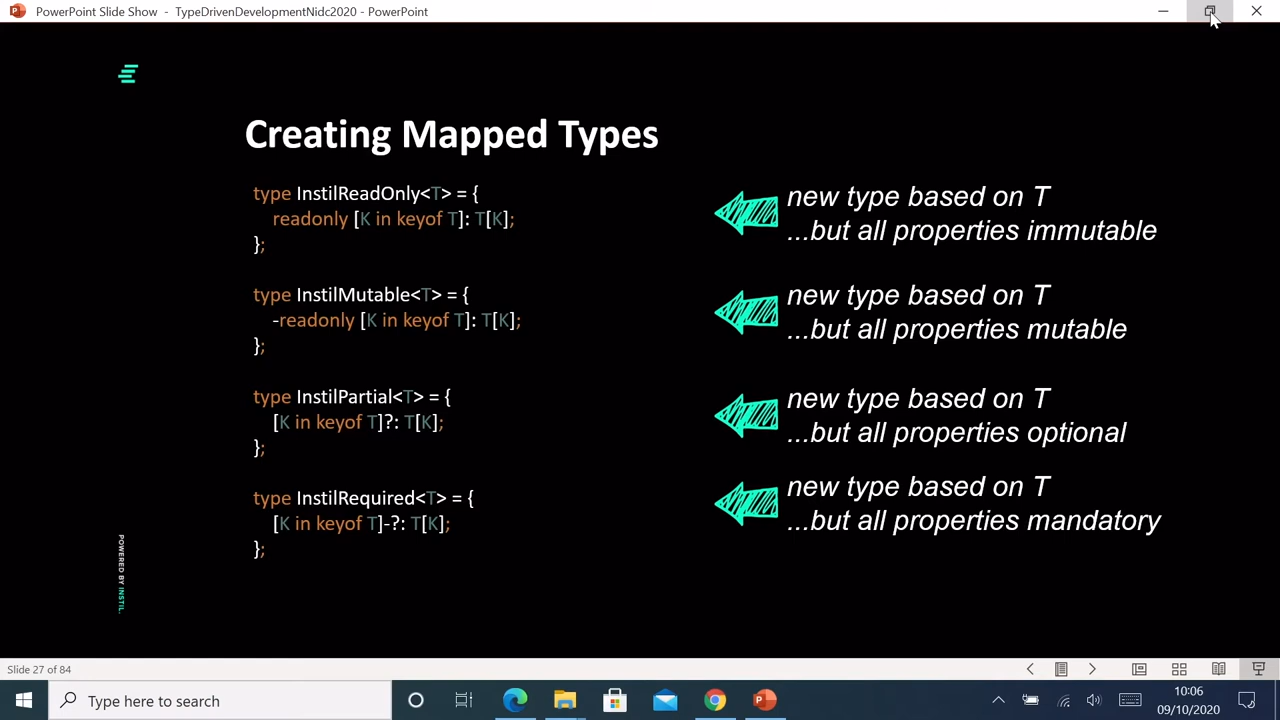 PowerPoint Slide Show - TypeDrivenDevelopmentNidc2020 - PowerPoint
Creating Mapped Types
type InstilReadOnly<T> = {
readonly [K in keyof T]: T[K];
};
new type based on T
...but all properties immutable
type InstilMutable<T> = {
-readonly [K in keyof T]: T[K];
};
new type based on T
...but all properties mutable
type InstilPartial<T> = {
[K in keyof T]?: T[K];
};
new type based on T
...but all properties optional
type InstilRequired<T> = {
[K in keyof T]-?: T[K];
};
new type based on T
...but all properties mandatory
POWERED BY INSTIL.
Slide 27 of 84
Type here to search
10:06
09/10/2020